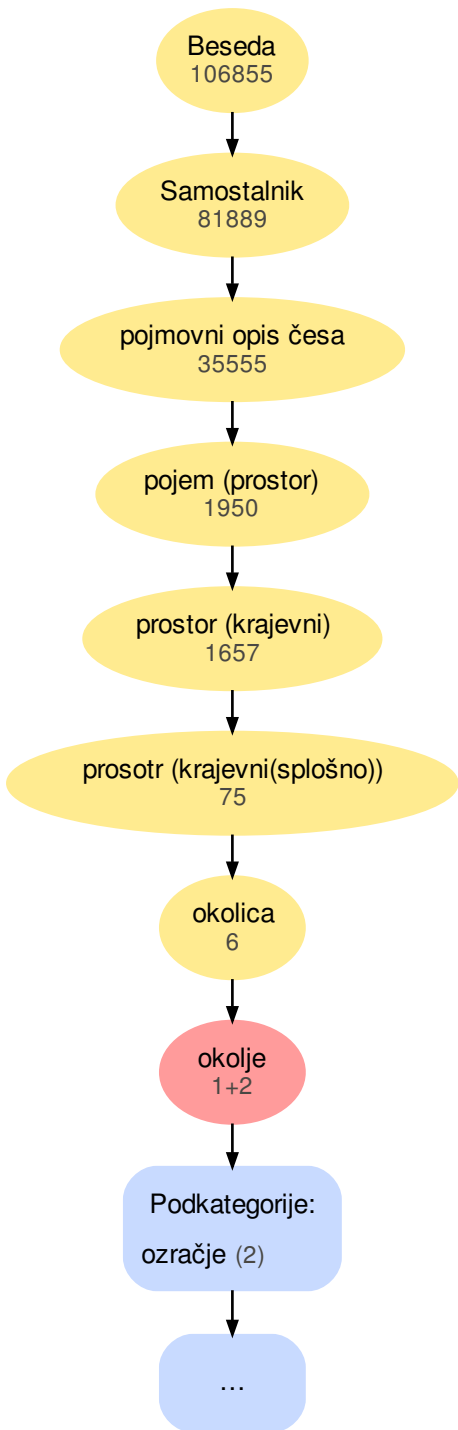 Beseda
106855
Samostalnik
81889
pojmovni opis česa
35555
pojem (prostor)
1950
prostor (krajevni)
1657
prosotr (krajevni(splošno))
75
okolica
6
okolje
1+2
Podkategorije:
ozračje (2)
…